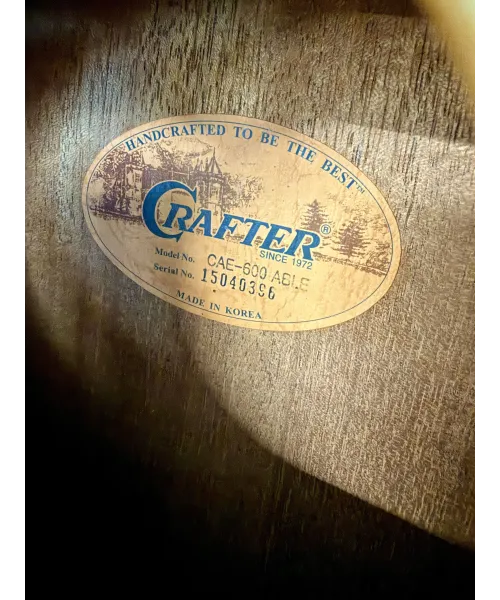 HANDCRAFTED TO BE THE BEST™
CRAFTER®
SINCE 1972
Model No. CAE-600 ABLE
Serial No. 15040396
MADE IN KOREA